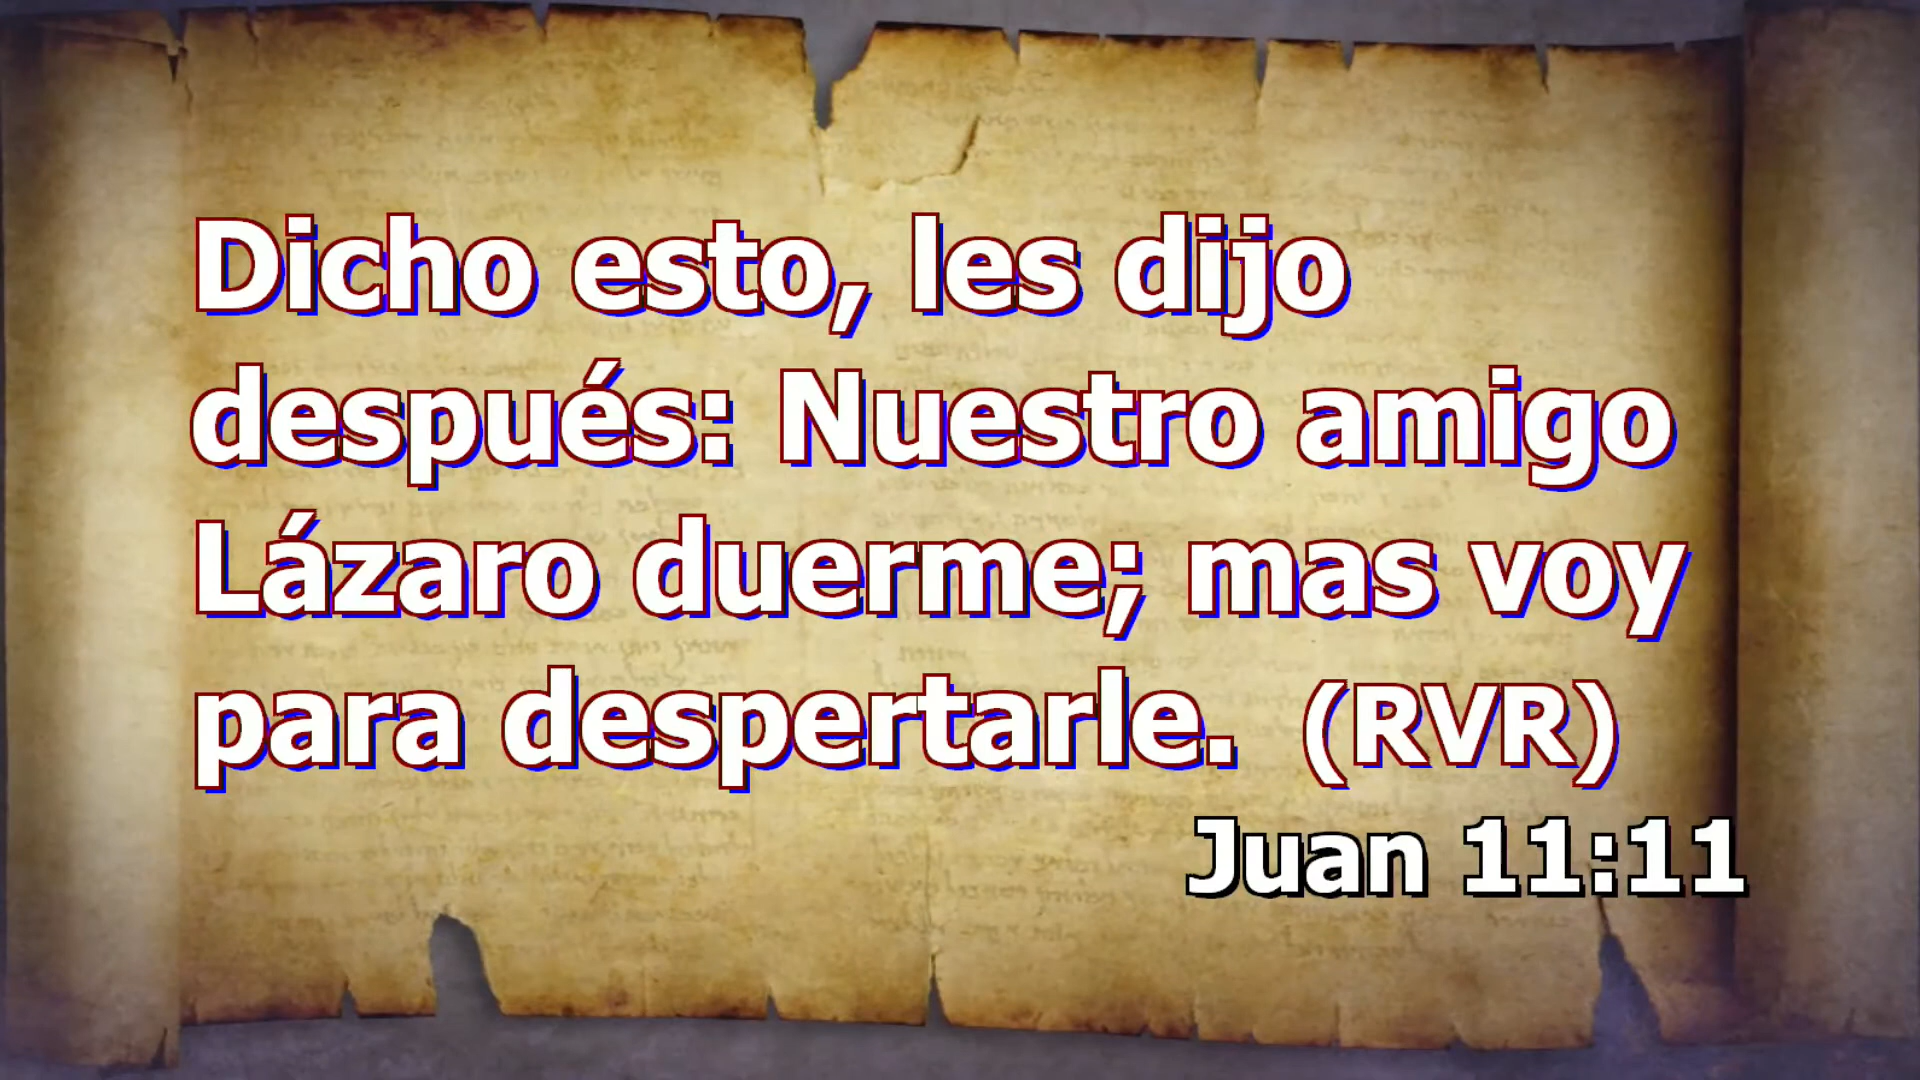 Dicho esto, les dijo
después: Nuestro amigo
Lázaro duerme; mas voy
para despertarle. (RVR)
Juan 11:11